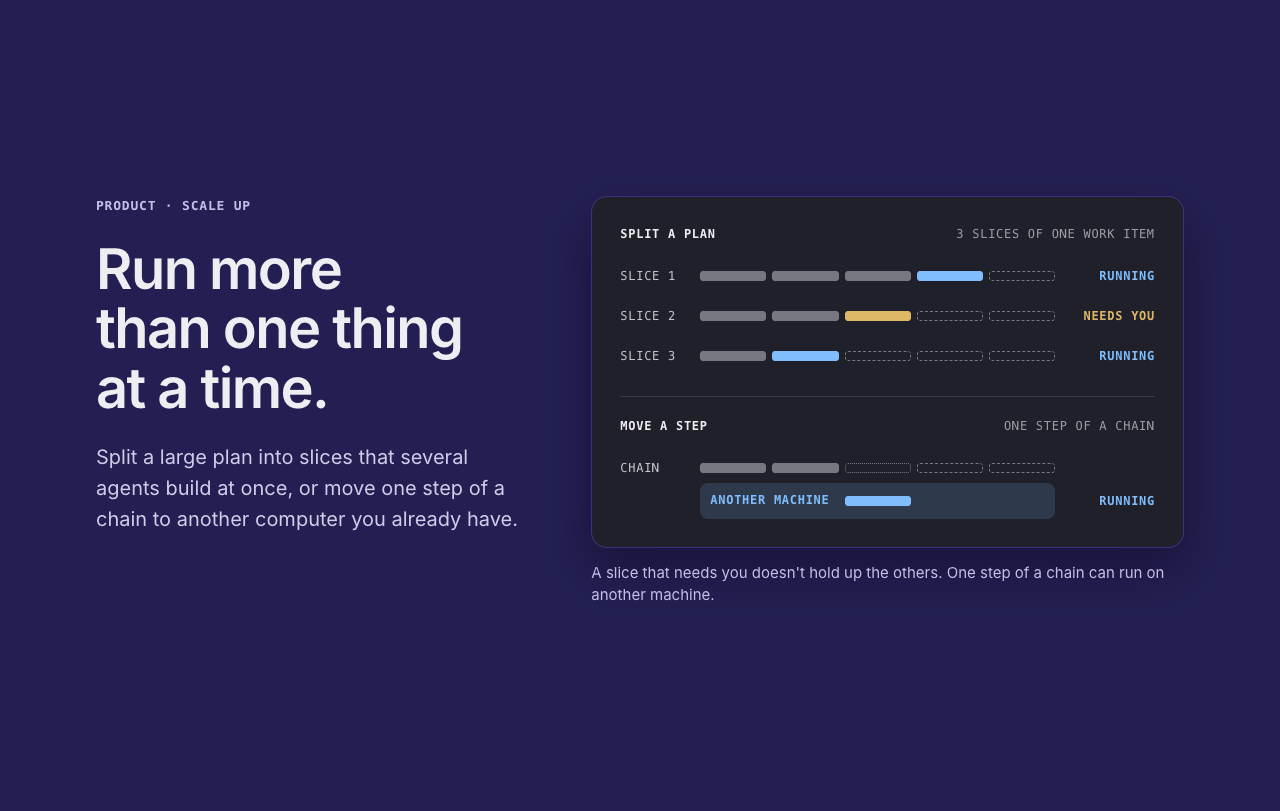 PRODUCT · SCALE UP
Run more
than one thing
at a time.
Split a large plan into slices that several
agents build at once, or move one step of a
chain to another computer you already have.
SPLIT A PLAN
3 SLICES OF ONE WORK ITEM
SLICE 1
RUNNING
SLICE 2
NEEDS YOU
SLICE 3
RUNNING
MOVE A STEP
ONE STEP OF A CHAIN
CHAIN
ANOTHER MACHINE
RUNNING
A slice that needs you doesn't hold up the others. One step of a chain can run on
another machine.